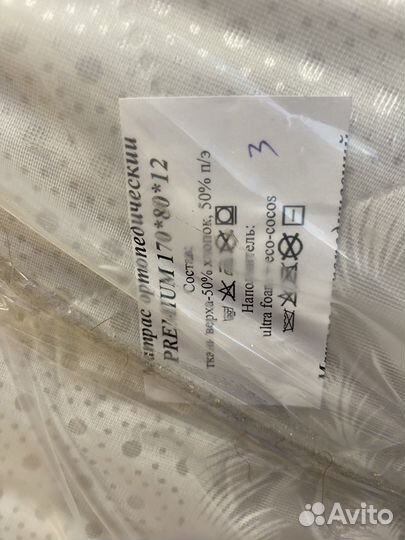 Матрас ортопедический
PREMIUM 170*80*12
Состав:
ткань верха-50% хлопок, 50% п/э
Наполнитель:
ultra foam+eco-cocos
3
Avito